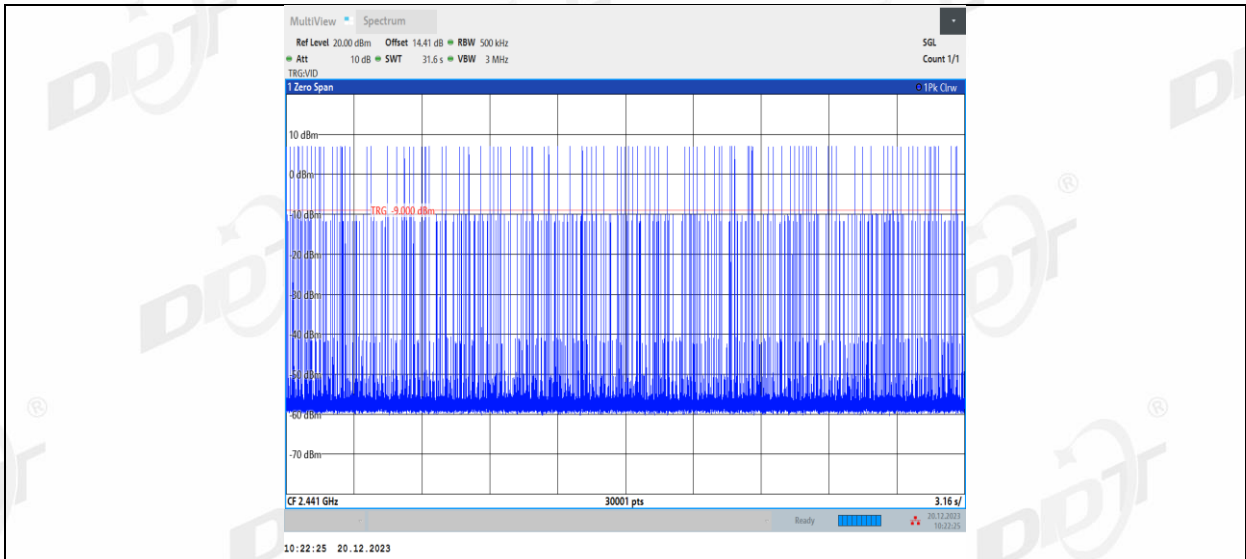 MultiView Spectrum
Ref Level 20.00 dBm Offset 14.41 dB RBW 500 kHz SGL
Att 10 dB SWT 31.6 s VBW 3 MHz Count 1/1
TRG:VID
1 Zero Span 1Pk Clrw
10 dBm
0 dBm
TRG -9.000 dBm
-10 dBm
-20 dBm
-30 dBm
-40 dBm
-50 dBm
-60 dBm
-70 dBm
CF 2.441 GHz 30001 pts 3.16 s/
Ready 20.12.2023
10:22:25
10:22:25 20.12.2023
DDT
®